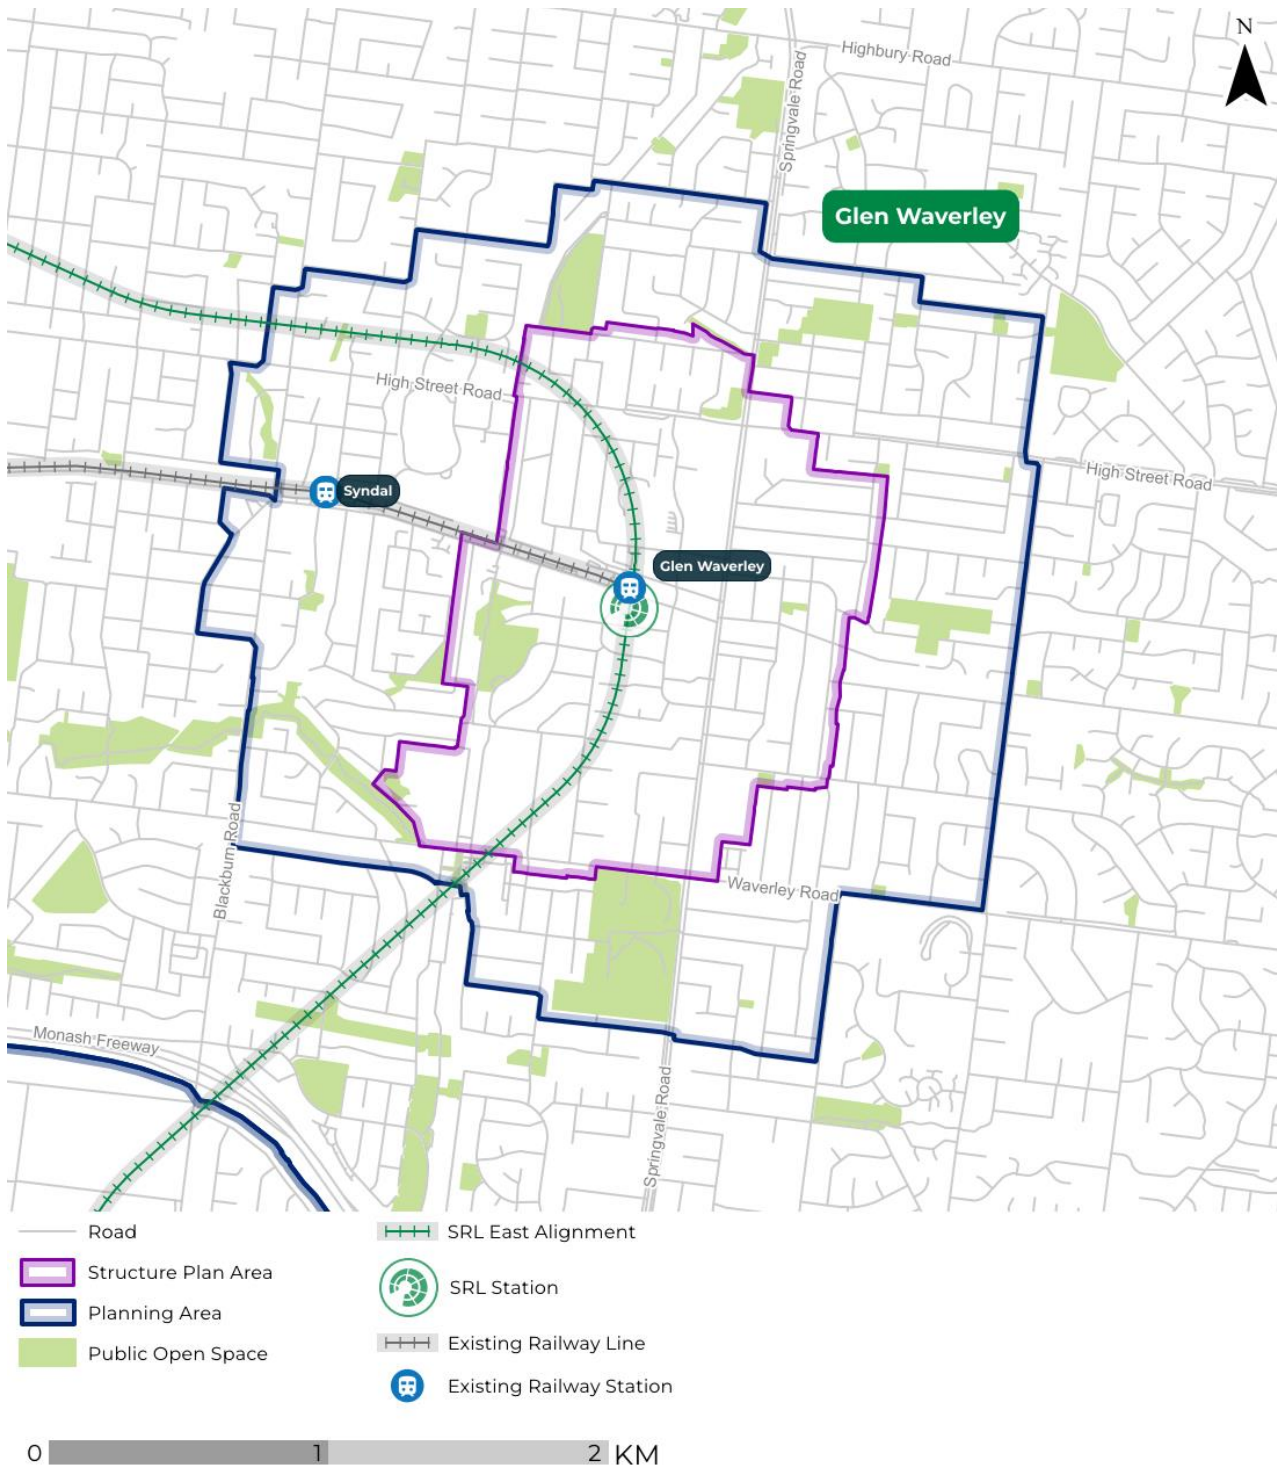 N
Highbury Road
Springvale Road
Glen Waverley
High Street Road
High Street Road
Syndal
Glen Waverley
Blackburn Road
Waverley Road
Monash Freeway
Springvale Road
Road
SRL East Alignment
Structure Plan Area
SRL Station
Planning Area
Existing Railway Line
Public Open Space
Existing Railway Station
0 1 2 KM